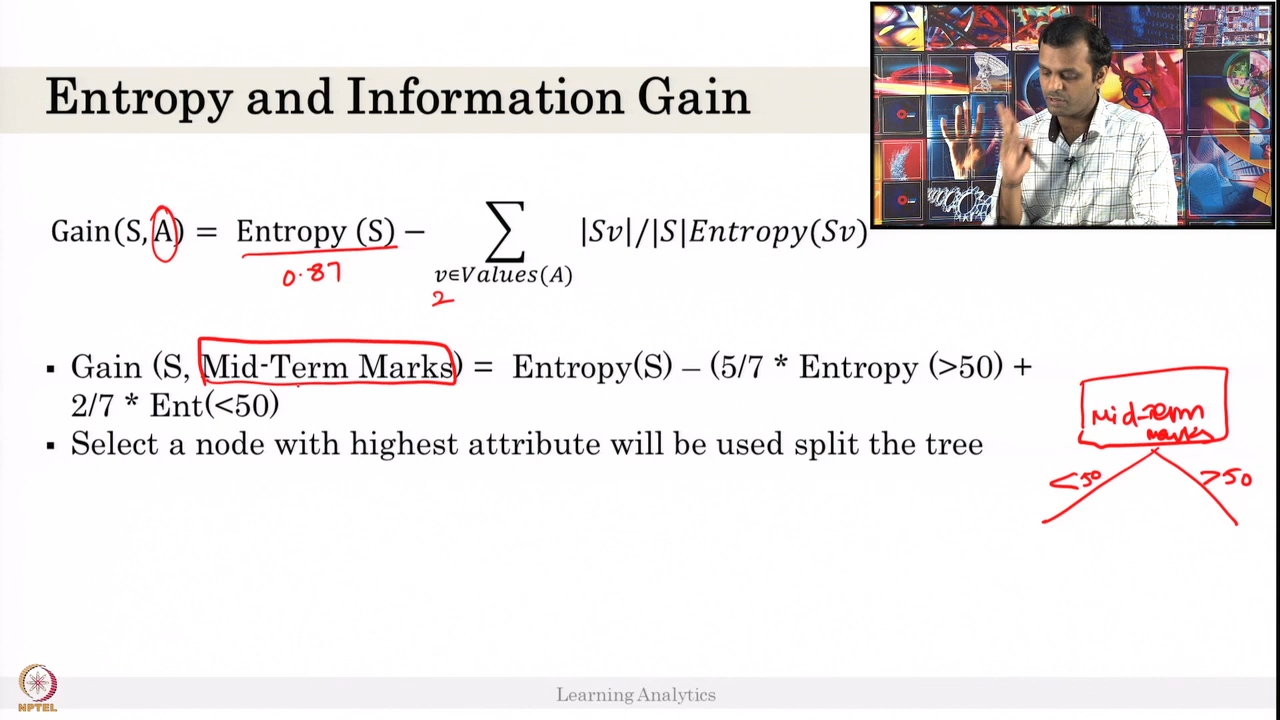 Entropy and Information Gain
Gain(S, A) = Entropy (S) − ∑ |Sv|/|S|Entropy(Sv)
v∈Values(A)
0.87
2
▪ Gain (S, Mid-Term Marks) = Entropy(S) – (5/7 * Entropy (>50) +
2/7 * Ent(<50)
▪ Select a node with highest attribute will be used split the tree
Mid-Term
marks
<50
>50
Learning Analytics
NPTEL